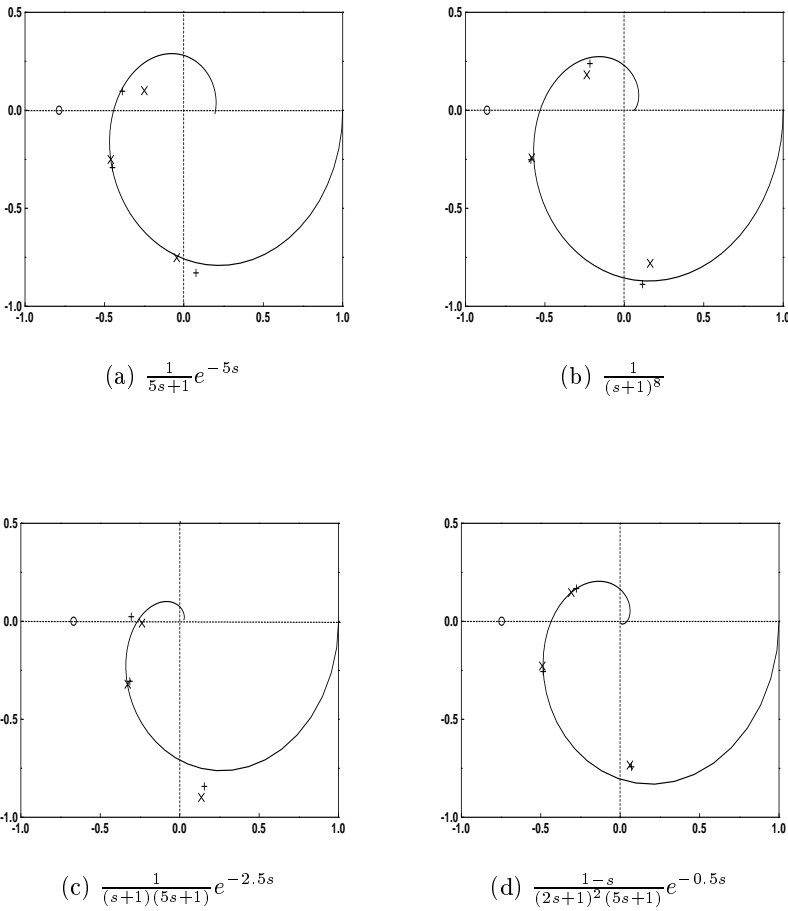 0.5
0.0
-0.5
-1.0
-1.0 -0.5 0.0 0.5 1.0
(a) \frac{1}{5s+1}e^{-5s}
0.5
0.0
-0.5
-1.0
-1.0 -0.5 0.0 0.5 1.0
(b) \frac{1}{(s+1)^8}
0.5
0.0
-0.5
-1.0
-1.0 -0.5 0.0 0.5 1.0
(c) \frac{1}{(s+1)(5s+1)}e^{-2.5s}
0.5
0.0
-0.5
-1.0
-1.0 -0.5 0.0 0.5 1.0
(d) \frac{1-s}{(2s+1)^2(5s+1)}e^{-0.5s}